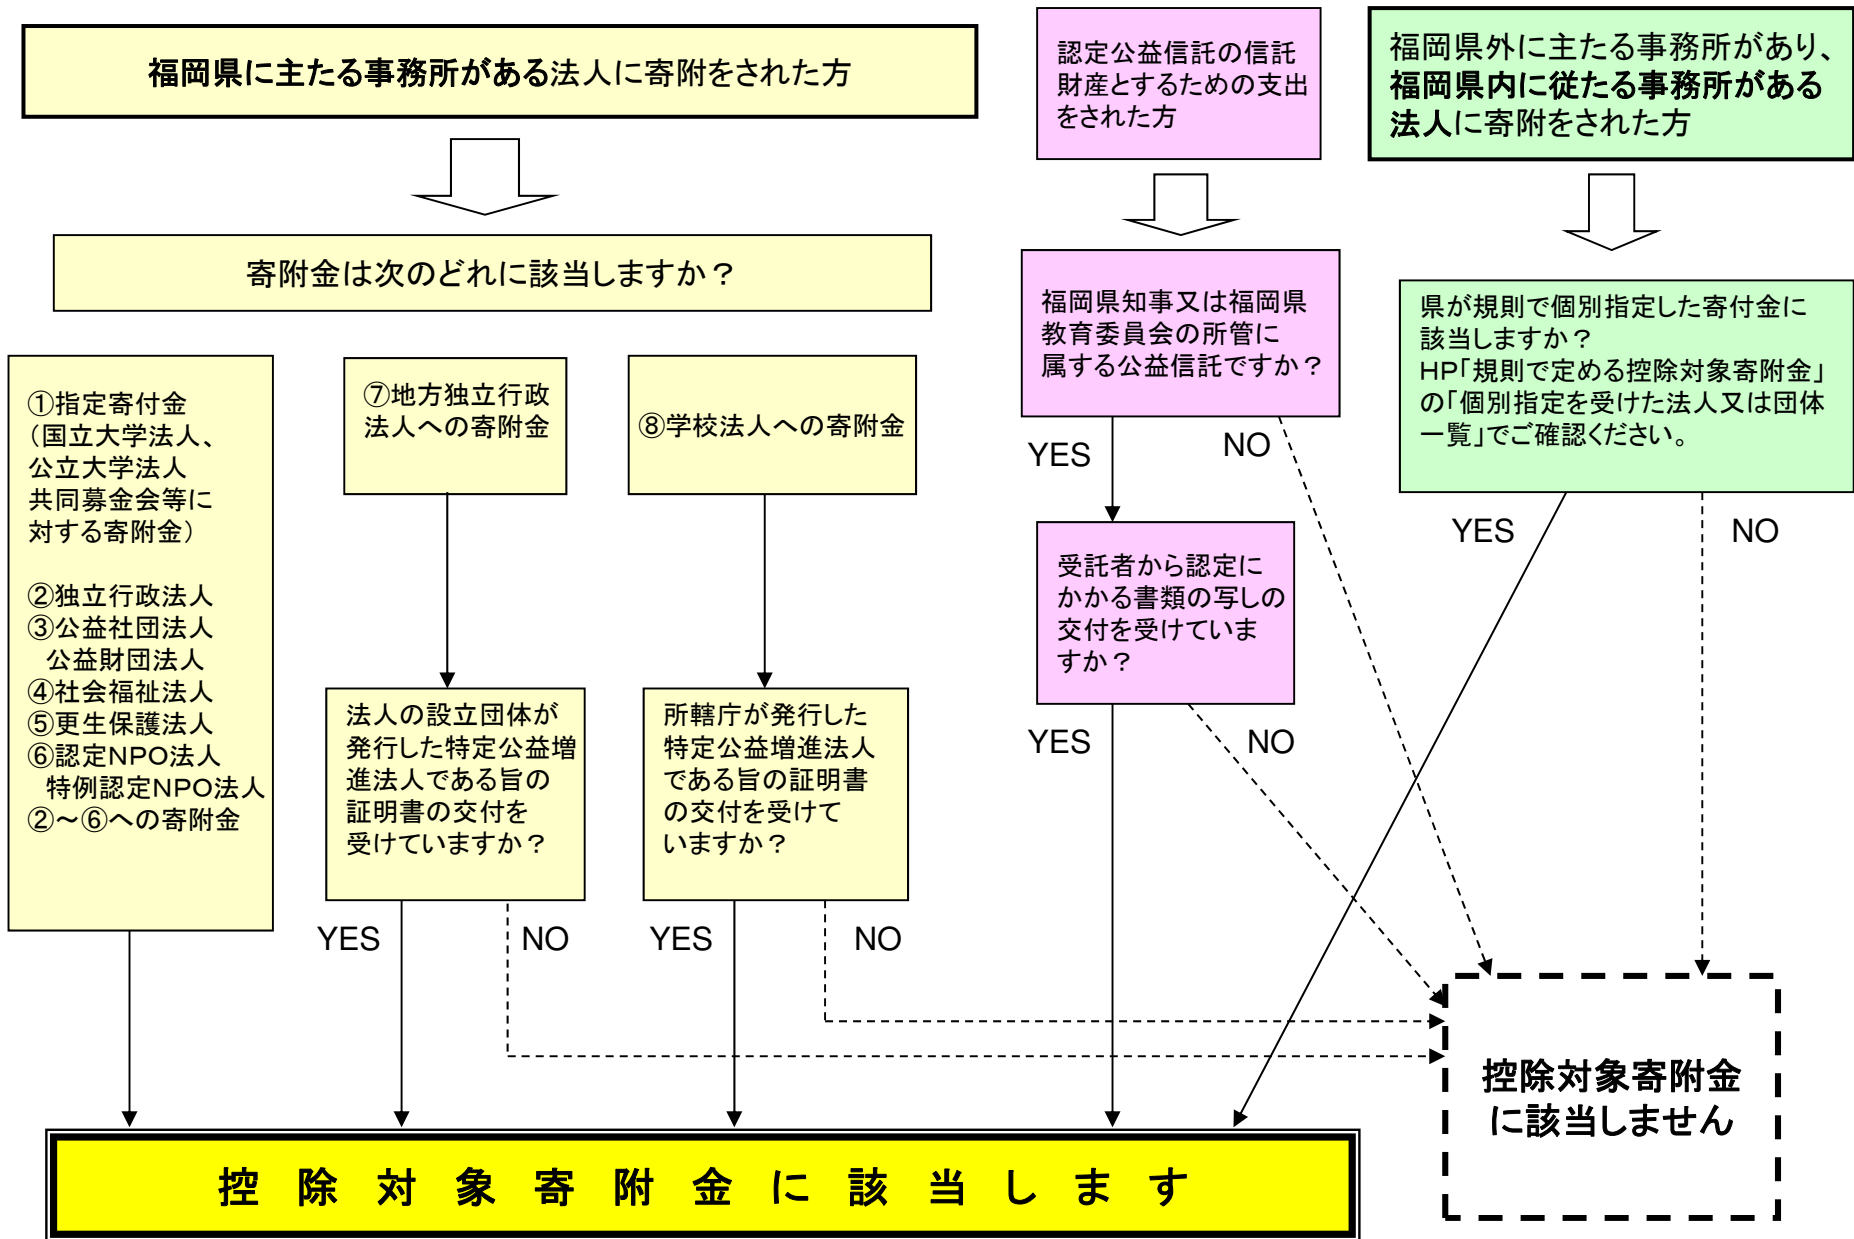 福岡県に主たる事務所がある法人に寄附をされた方
寄附金は次のどれに該当しますか？
①指定寄付金
（国立大学法人、
公立大学法人
共同募金会等に
対する寄附金）
②独立行政法人
③公益社団法人
公益財団法人
④社会福祉法人
⑤更生保護法人
⑥認定NPO法人
特例認定NPO法人
②～⑥への寄附金
⑦地方独立行政
法人への寄附金
法人の設立団体が
発行した特定公益増
進法人である旨の
証明書の交付を
受けていますか？
YES
NO
⑧学校法人への寄附金
所轄庁が発行した
特定公益増進法人
である旨の証明書
の交付を受けて
いますか？
YES
NO
認定公益信託の信託
財産とするための支出
をされた方
福岡県知事又は福岡県
教育委員会の所管に
属する公益信託ですか？
YES
NO
受託者から認定に
かかる書類の写しの
交付を受けていま
すか？
YES
NO
福岡県外に主たる事務所があり、
福岡県内に従たる事務所がある
法人に寄附をされた方
県が規則で個別指定した寄付金に
該当しますか？
HP「規則で定める控除対象寄附金」
の「個別指定を受けた法人又は団体
一覧」でご確認ください。
YES
NO
控除対象寄附金
に該当しません
控除対象寄附金に該当します